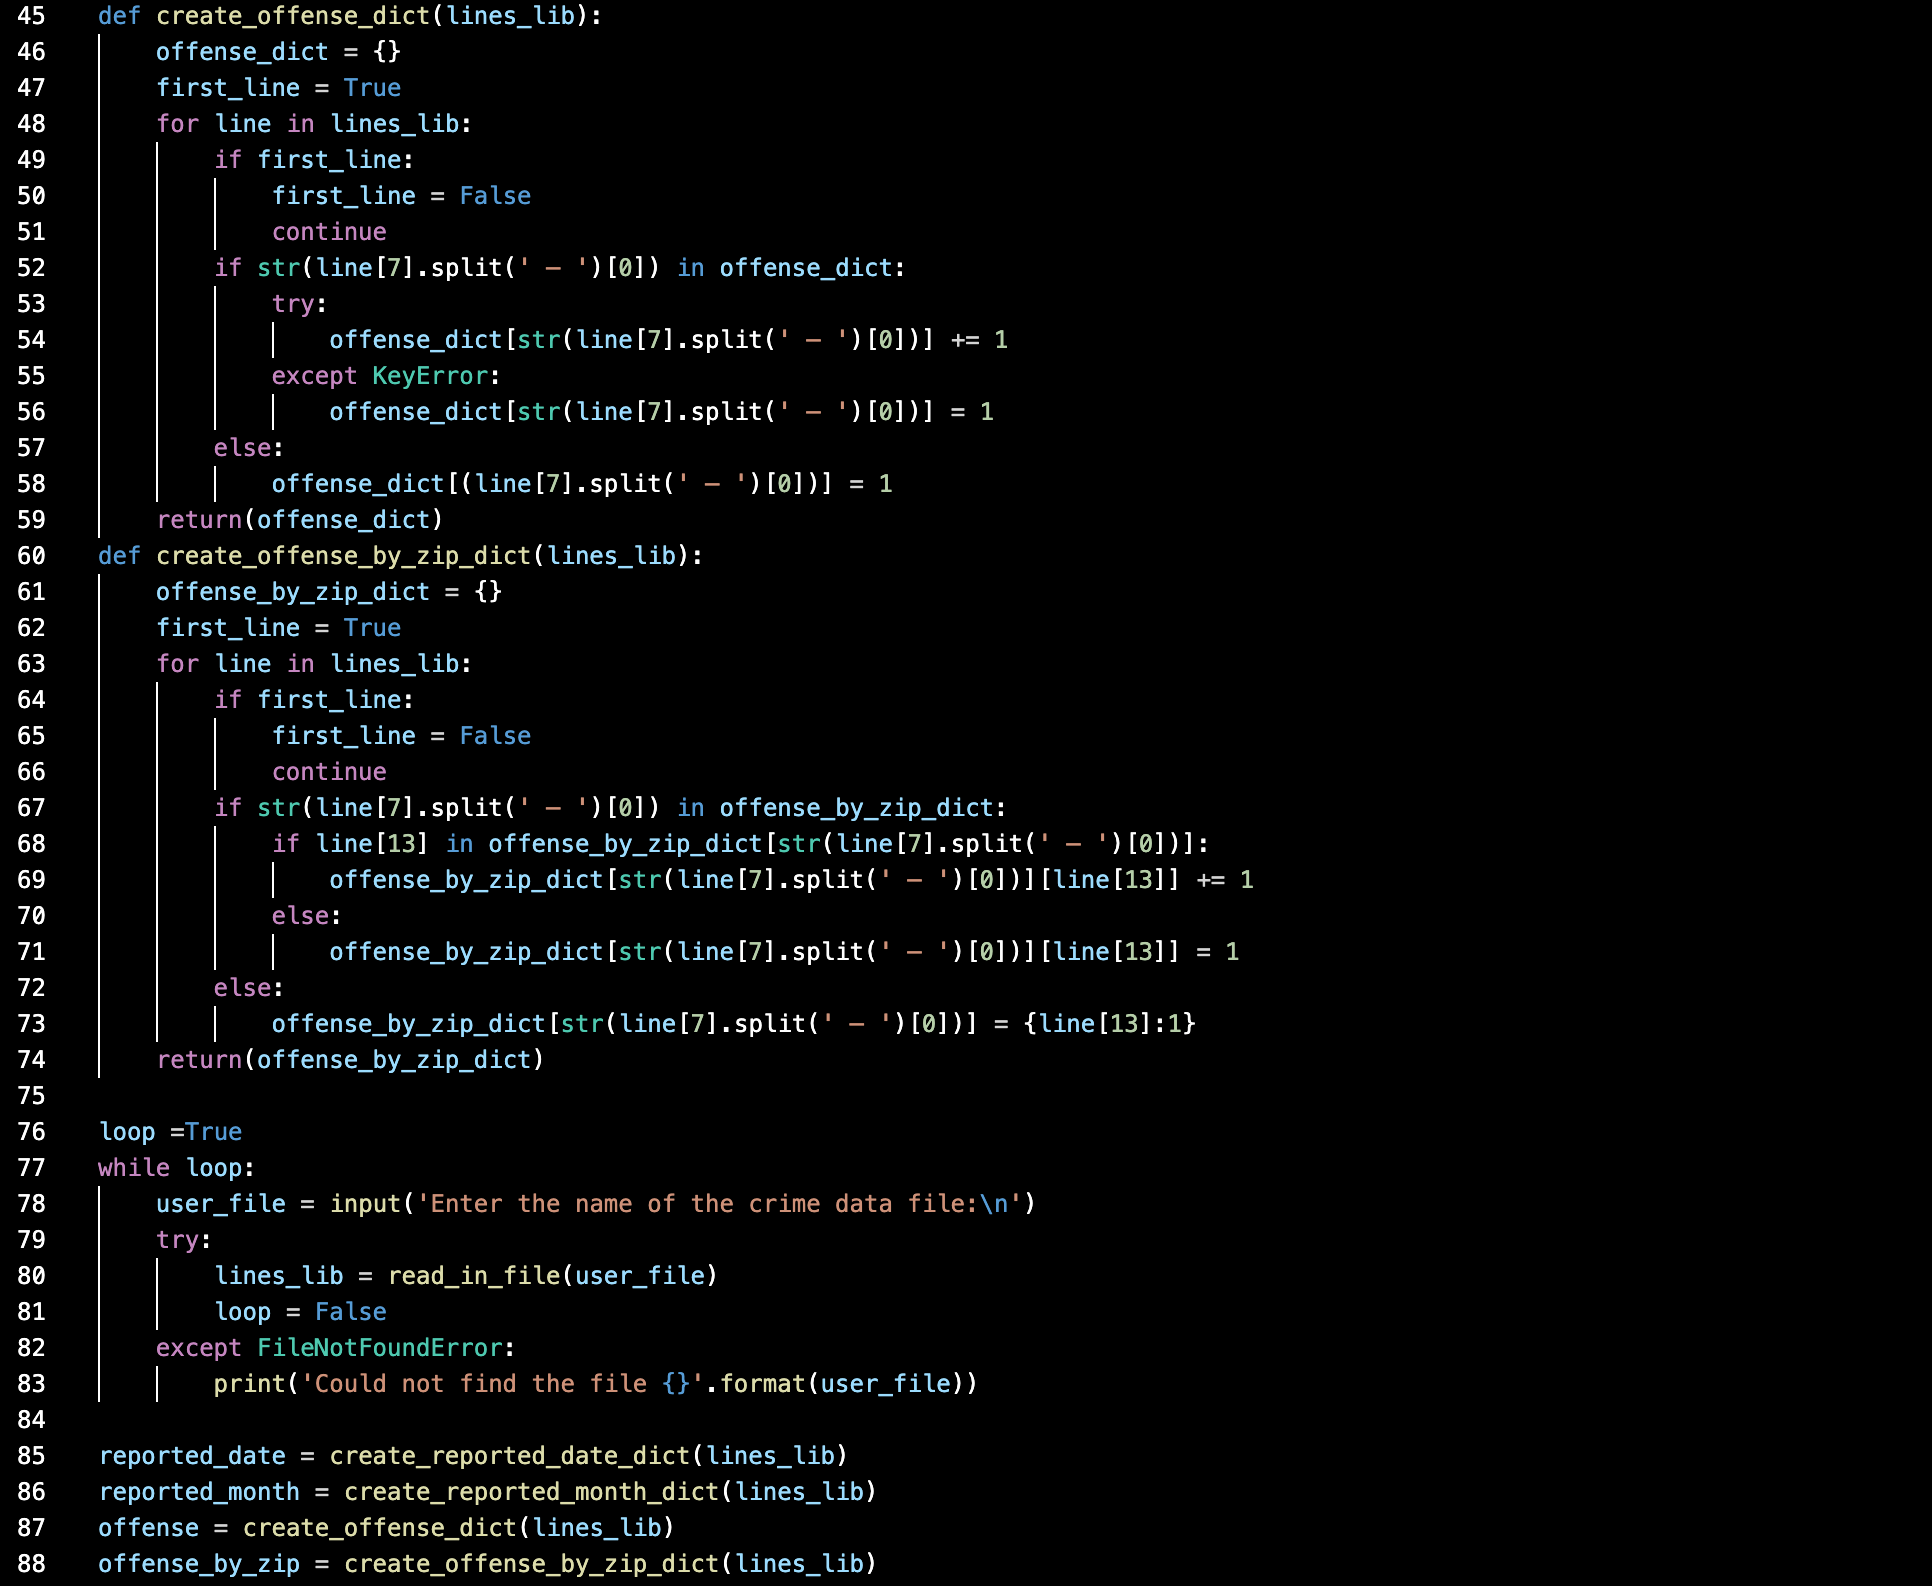 45 def create_offense_dict(lines_lib):
46     offense_dict = {}
47     first_line = True
48     for line in lines_lib:
49         if first_line:
50             first_line = False
51             continue
52         if str(line[7].split(' – ')[0]) in offense_dict:
53             try:
54                 offense_dict[str(line[7].split(' – ')[0])] += 1
55             except KeyError:
56                 offense_dict[str(line[7].split(' – ')[0])] = 1
57         else:
58             offense_dict[(line[7].split(' – ')[0])] = 1
59     return(offense_dict)
60 def create_offense_by_zip_dict(lines_lib):
61     offense_by_zip_dict = {}
62     first_line = True
63     for line in lines_lib:
64         if first_line:
65             first_line = False
66             continue
67         if str(line[7].split(' – ')[0]) in offense_by_zip_dict:
68             if line[13] in offense_by_zip_dict[str(line[7].split(' – ')[0])]:
69                 offense_by_zip_dict[str(line[7].split(' – ')[0])][line[13]] += 1
70             else:
71                 offense_by_zip_dict[str(line[7].split(' – ')[0])][line[13]] = 1
72         else:
73             offense_by_zip_dict[str(line[7].split(' – ')[0])] = {line[13]:1}
74     return(offense_by_zip_dict)
75
76 loop =True
77 while loop:
78     user_file = input('Enter the name of the crime data file:\n')
79     try:
80         lines_lib = read_in_file(user_file)
81         loop = False
82     except FileNotFoundError:
83         print('Could not find the file {}'.format(user_file))
84
85 reported_date = create_reported_date_dict(lines_lib)
86 reported_month = create_reported_month_dict(lines_lib)
87 offense = create_offense_dict(lines_lib)
88 offense_by_zip = create_offense_by_zip_dict(lines_lib)